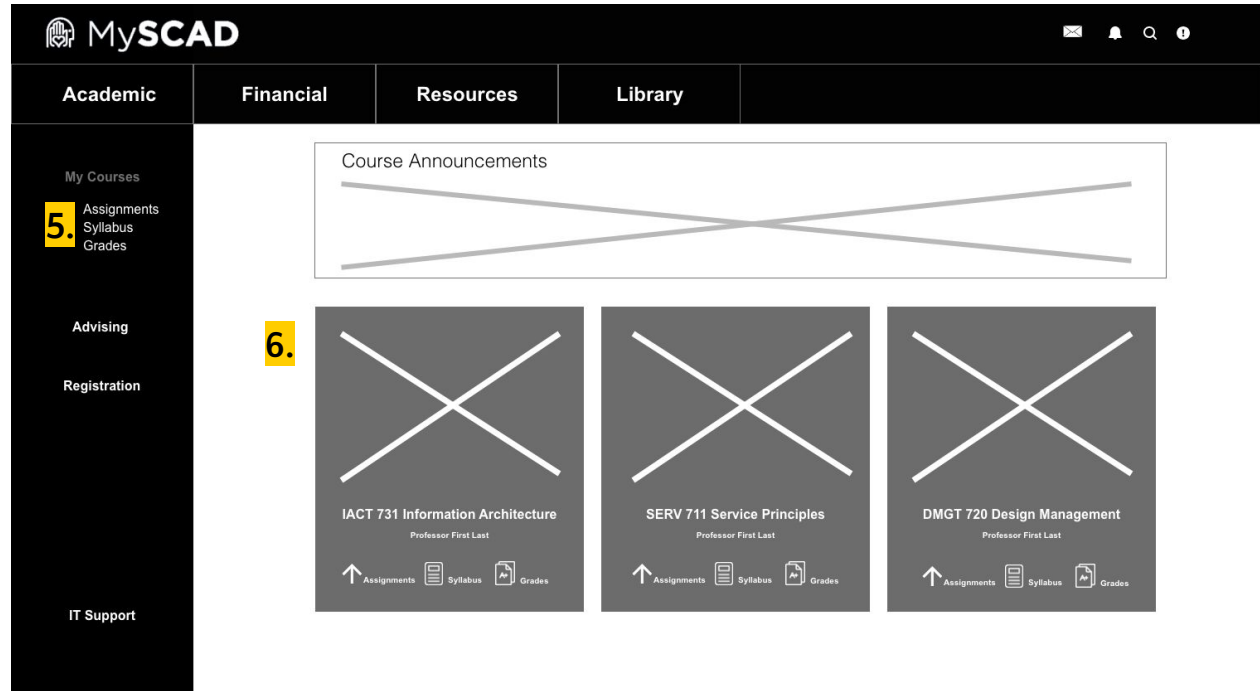 MySCAD
Academic
Financial
Resources
Library
My Courses
5.
Assignments
Syllabus
Grades
Advising
Registration
IT Support
Course Announcements
6.
IACT 731 Information Architecture
Professor First Last
Assignments
Syllabus
A+
Grades
SERV 711 Service Principles
Professor First Last
Assignments
Syllabus
A+
Grades
DMGT 720 Design Management
Professor First Last
Assignments
Syllabus
A+
Grades